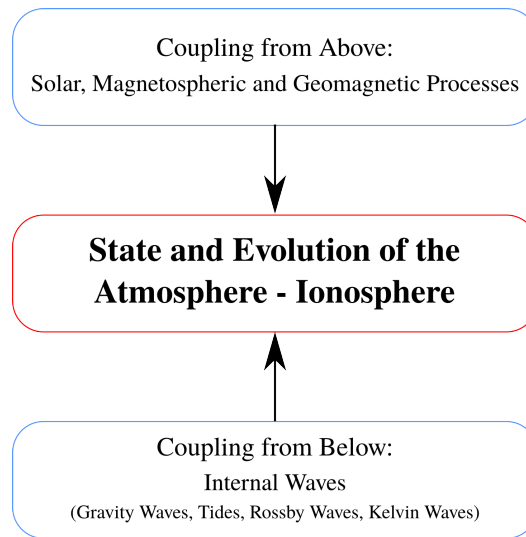 Coupling from Above:
Solar, Magnetospheric and Geomagnetic Processes
State and Evolution of the
Atmosphere - Ionosphere
Coupling from Below:
Internal Waves
(Gravity Waves, Tides, Rossby Waves, Kelvin Waves)